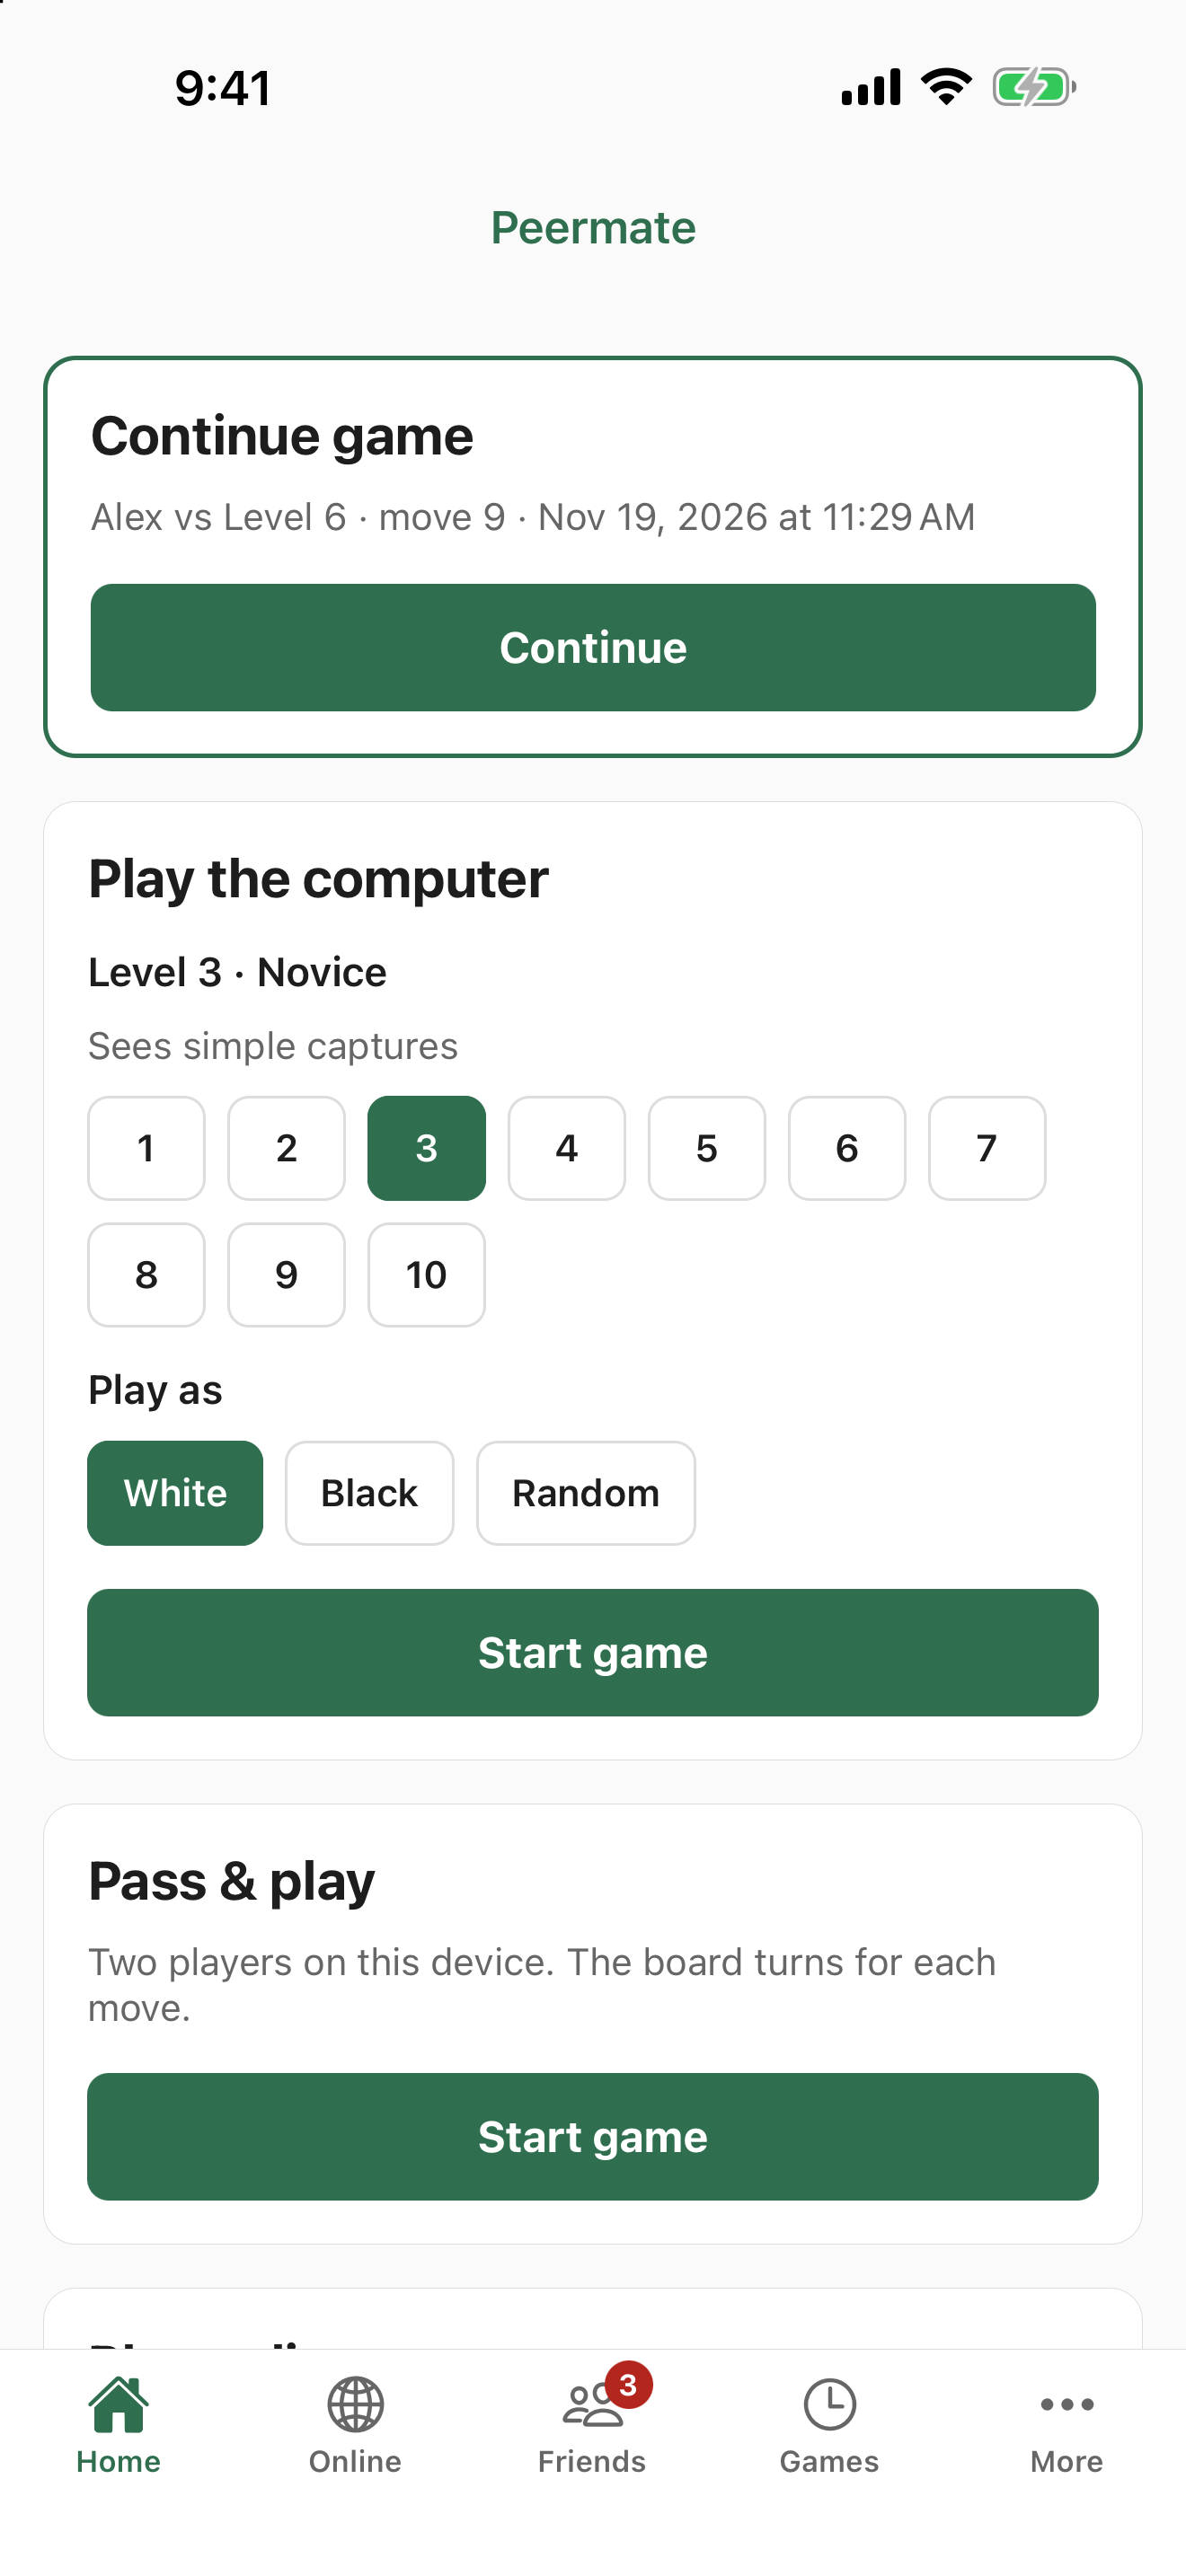 9:41
Peermate
Continue game
Alex vs Level 6 · move 9 · Nov 19, 2026 at 11:29 AM
Continue
Play the computer
Level 3 · Novice
Sees simple captures
1 2 3 4 5 6 7
8 9 10
Play as
White Black Random
Start game
Pass & play
Two players on this device. The board turns for each
move.
Start game
3
Home Online Friends Games More